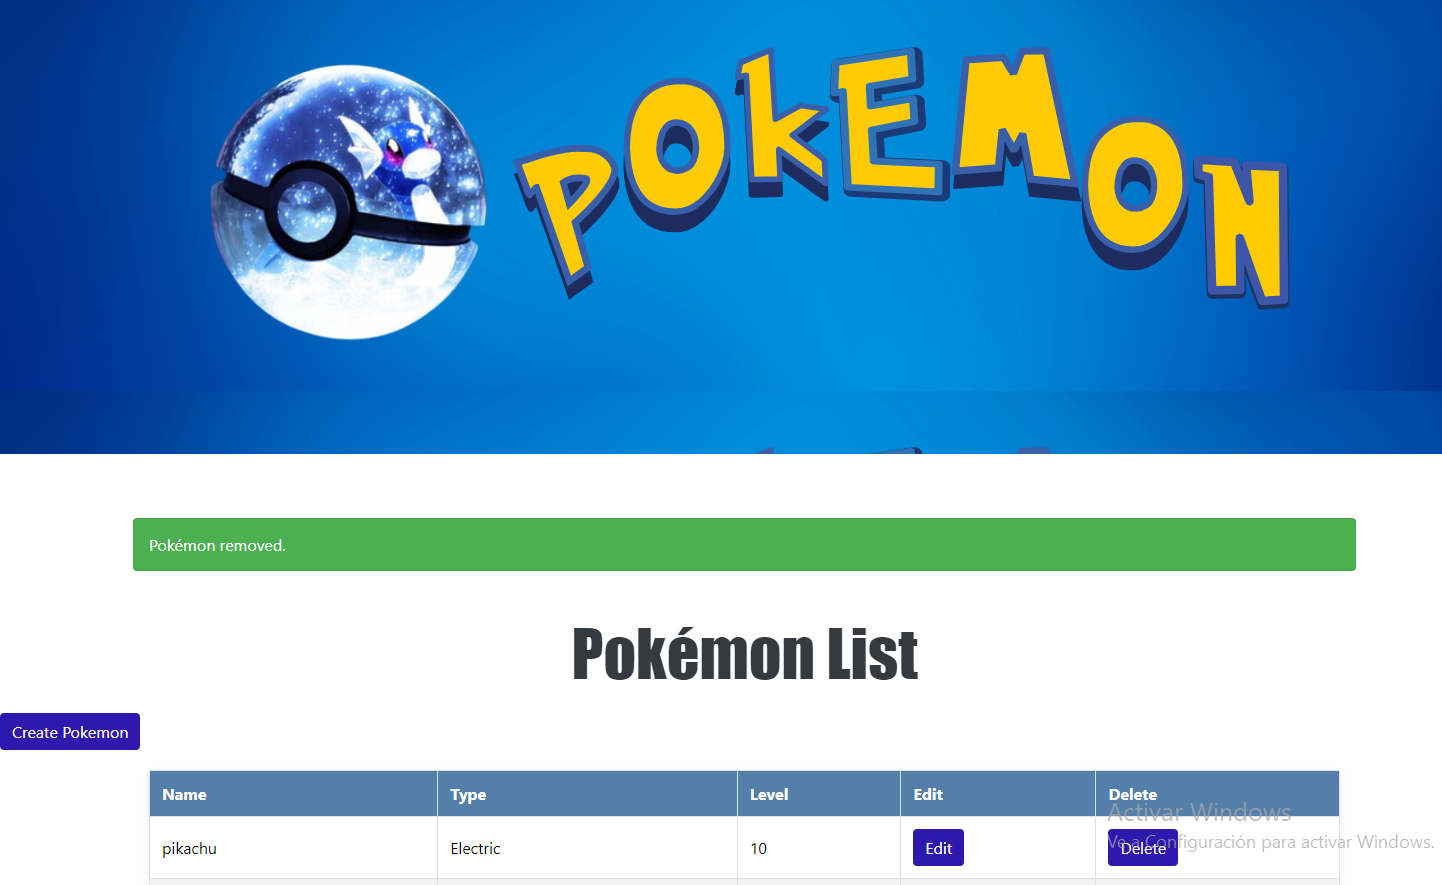 POkEMON
Pokémon removed.
Pokémon List
Create Pokemon
Name Type Level Edit Delete
pikachu Electric 10 Edit Delete
Activar Windows
Ve a Configuración para activar Windows.